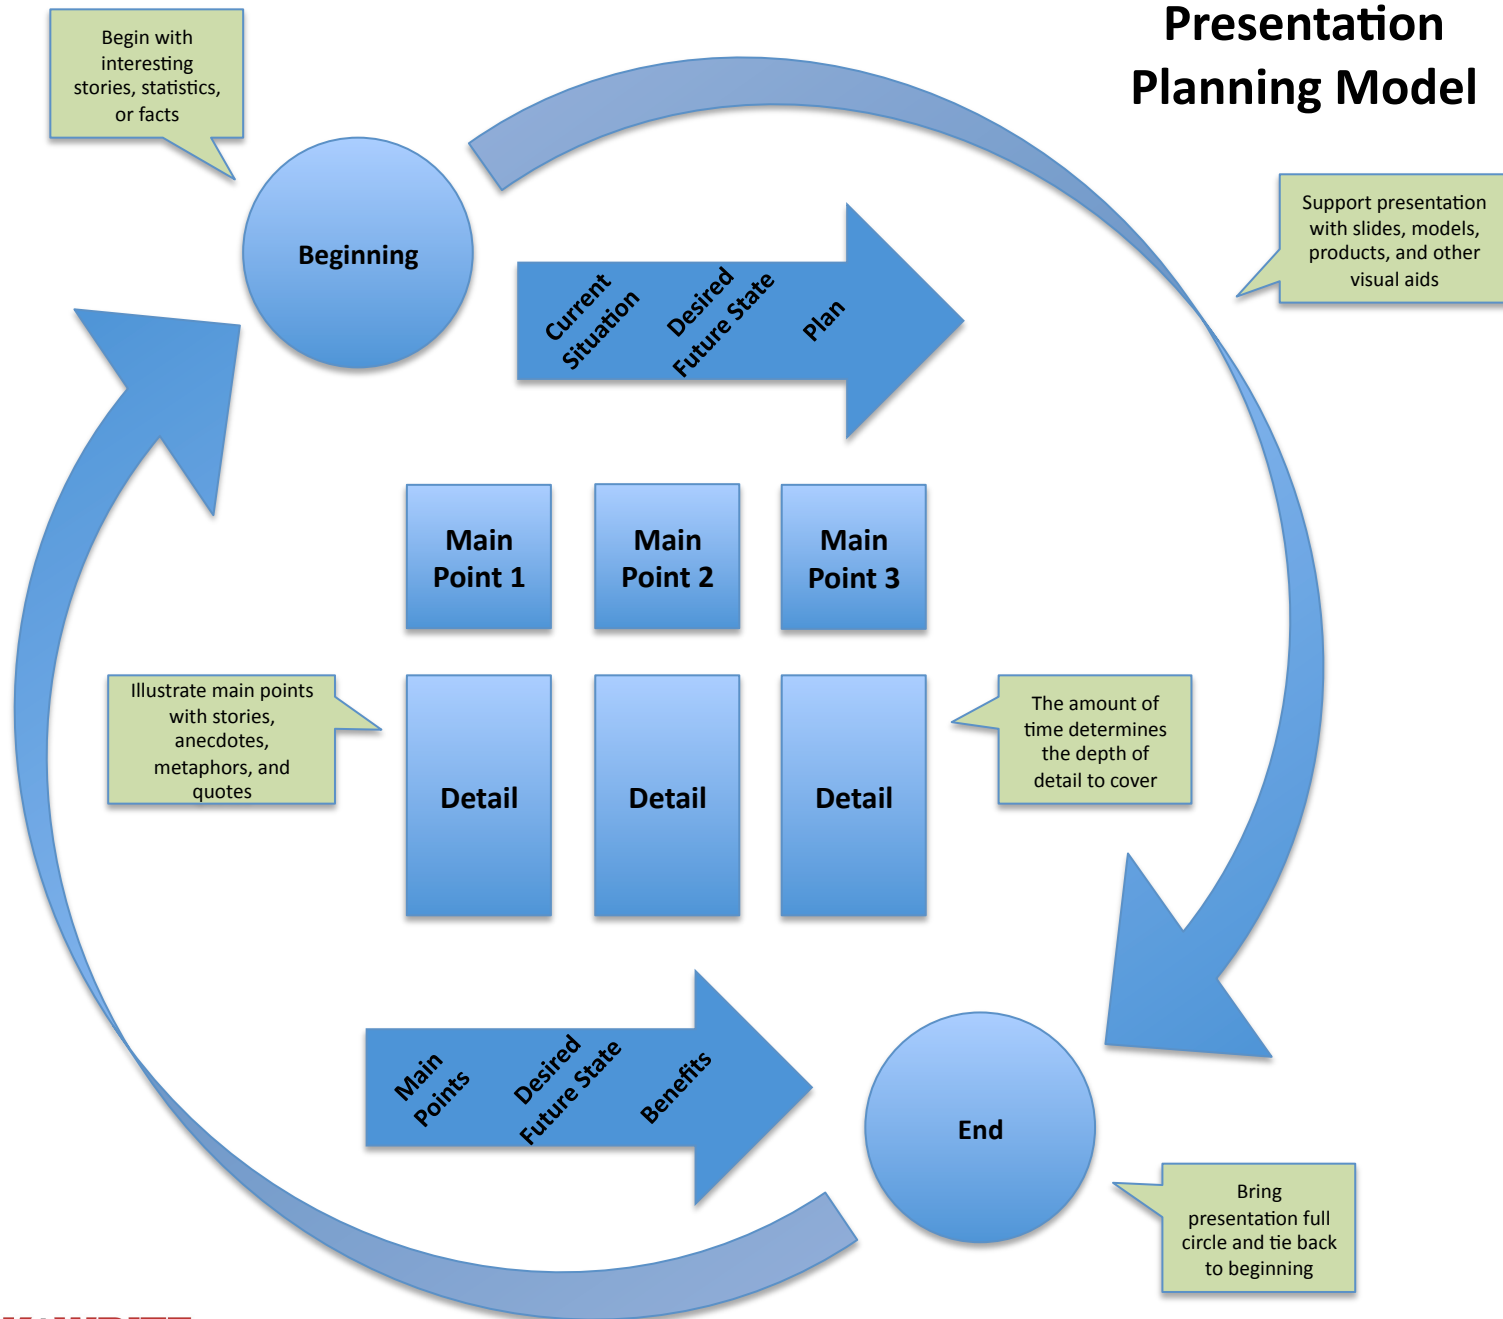 Presentation
Planning Model
Begin with
interesting
stories, statistics,
or facts
Beginning
Support presentation
with slides, models,
products, and other
visual aids
Current
Situation
Desired
Future State
Plan
Main
Point 1
Main
Point 2
Main
Point 3
Illustrate main points
with stories,
anecdotes,
metaphors, and
quotes
Detail
Detail
Detail
The amount of
time determines
the depth of
detail to cover
Main
Points
Desired
Future State
Benefits
End
Bring
presentation full
circle and tie back
to beginning